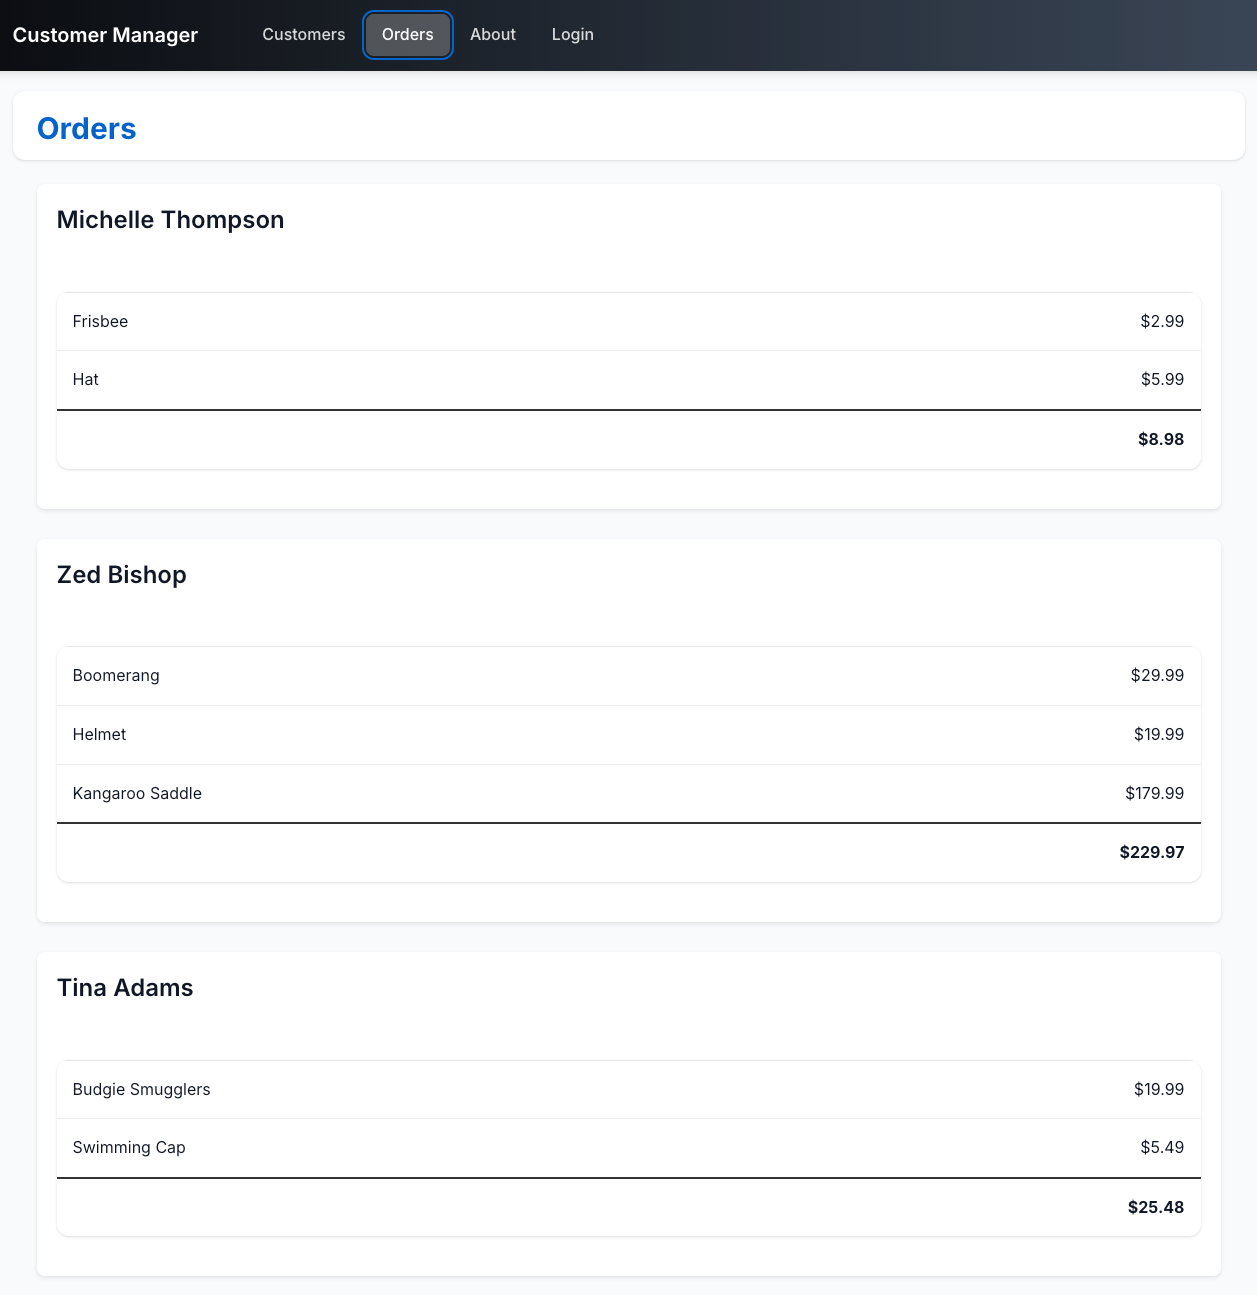 Customer Manager Customers Orders About Login
Orders
Michelle Thompson
Frisbee $2.99
Hat $5.99
$8.98
Zed Bishop
Boomerang $29.99
Helmet $19.99
Kangaroo Saddle $179.99
$229.97
Tina Adams
Budgie Smugglers $19.99
Swimming Cap $5.49
$25.48